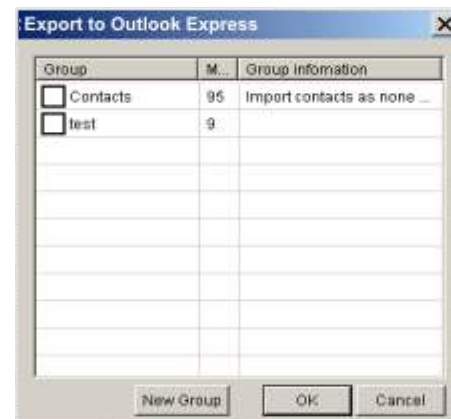 Export to Outlook Express
Group M... Group infomation
Contacts 95 Import contacts as none ...
test 9
New Group OK Cancel